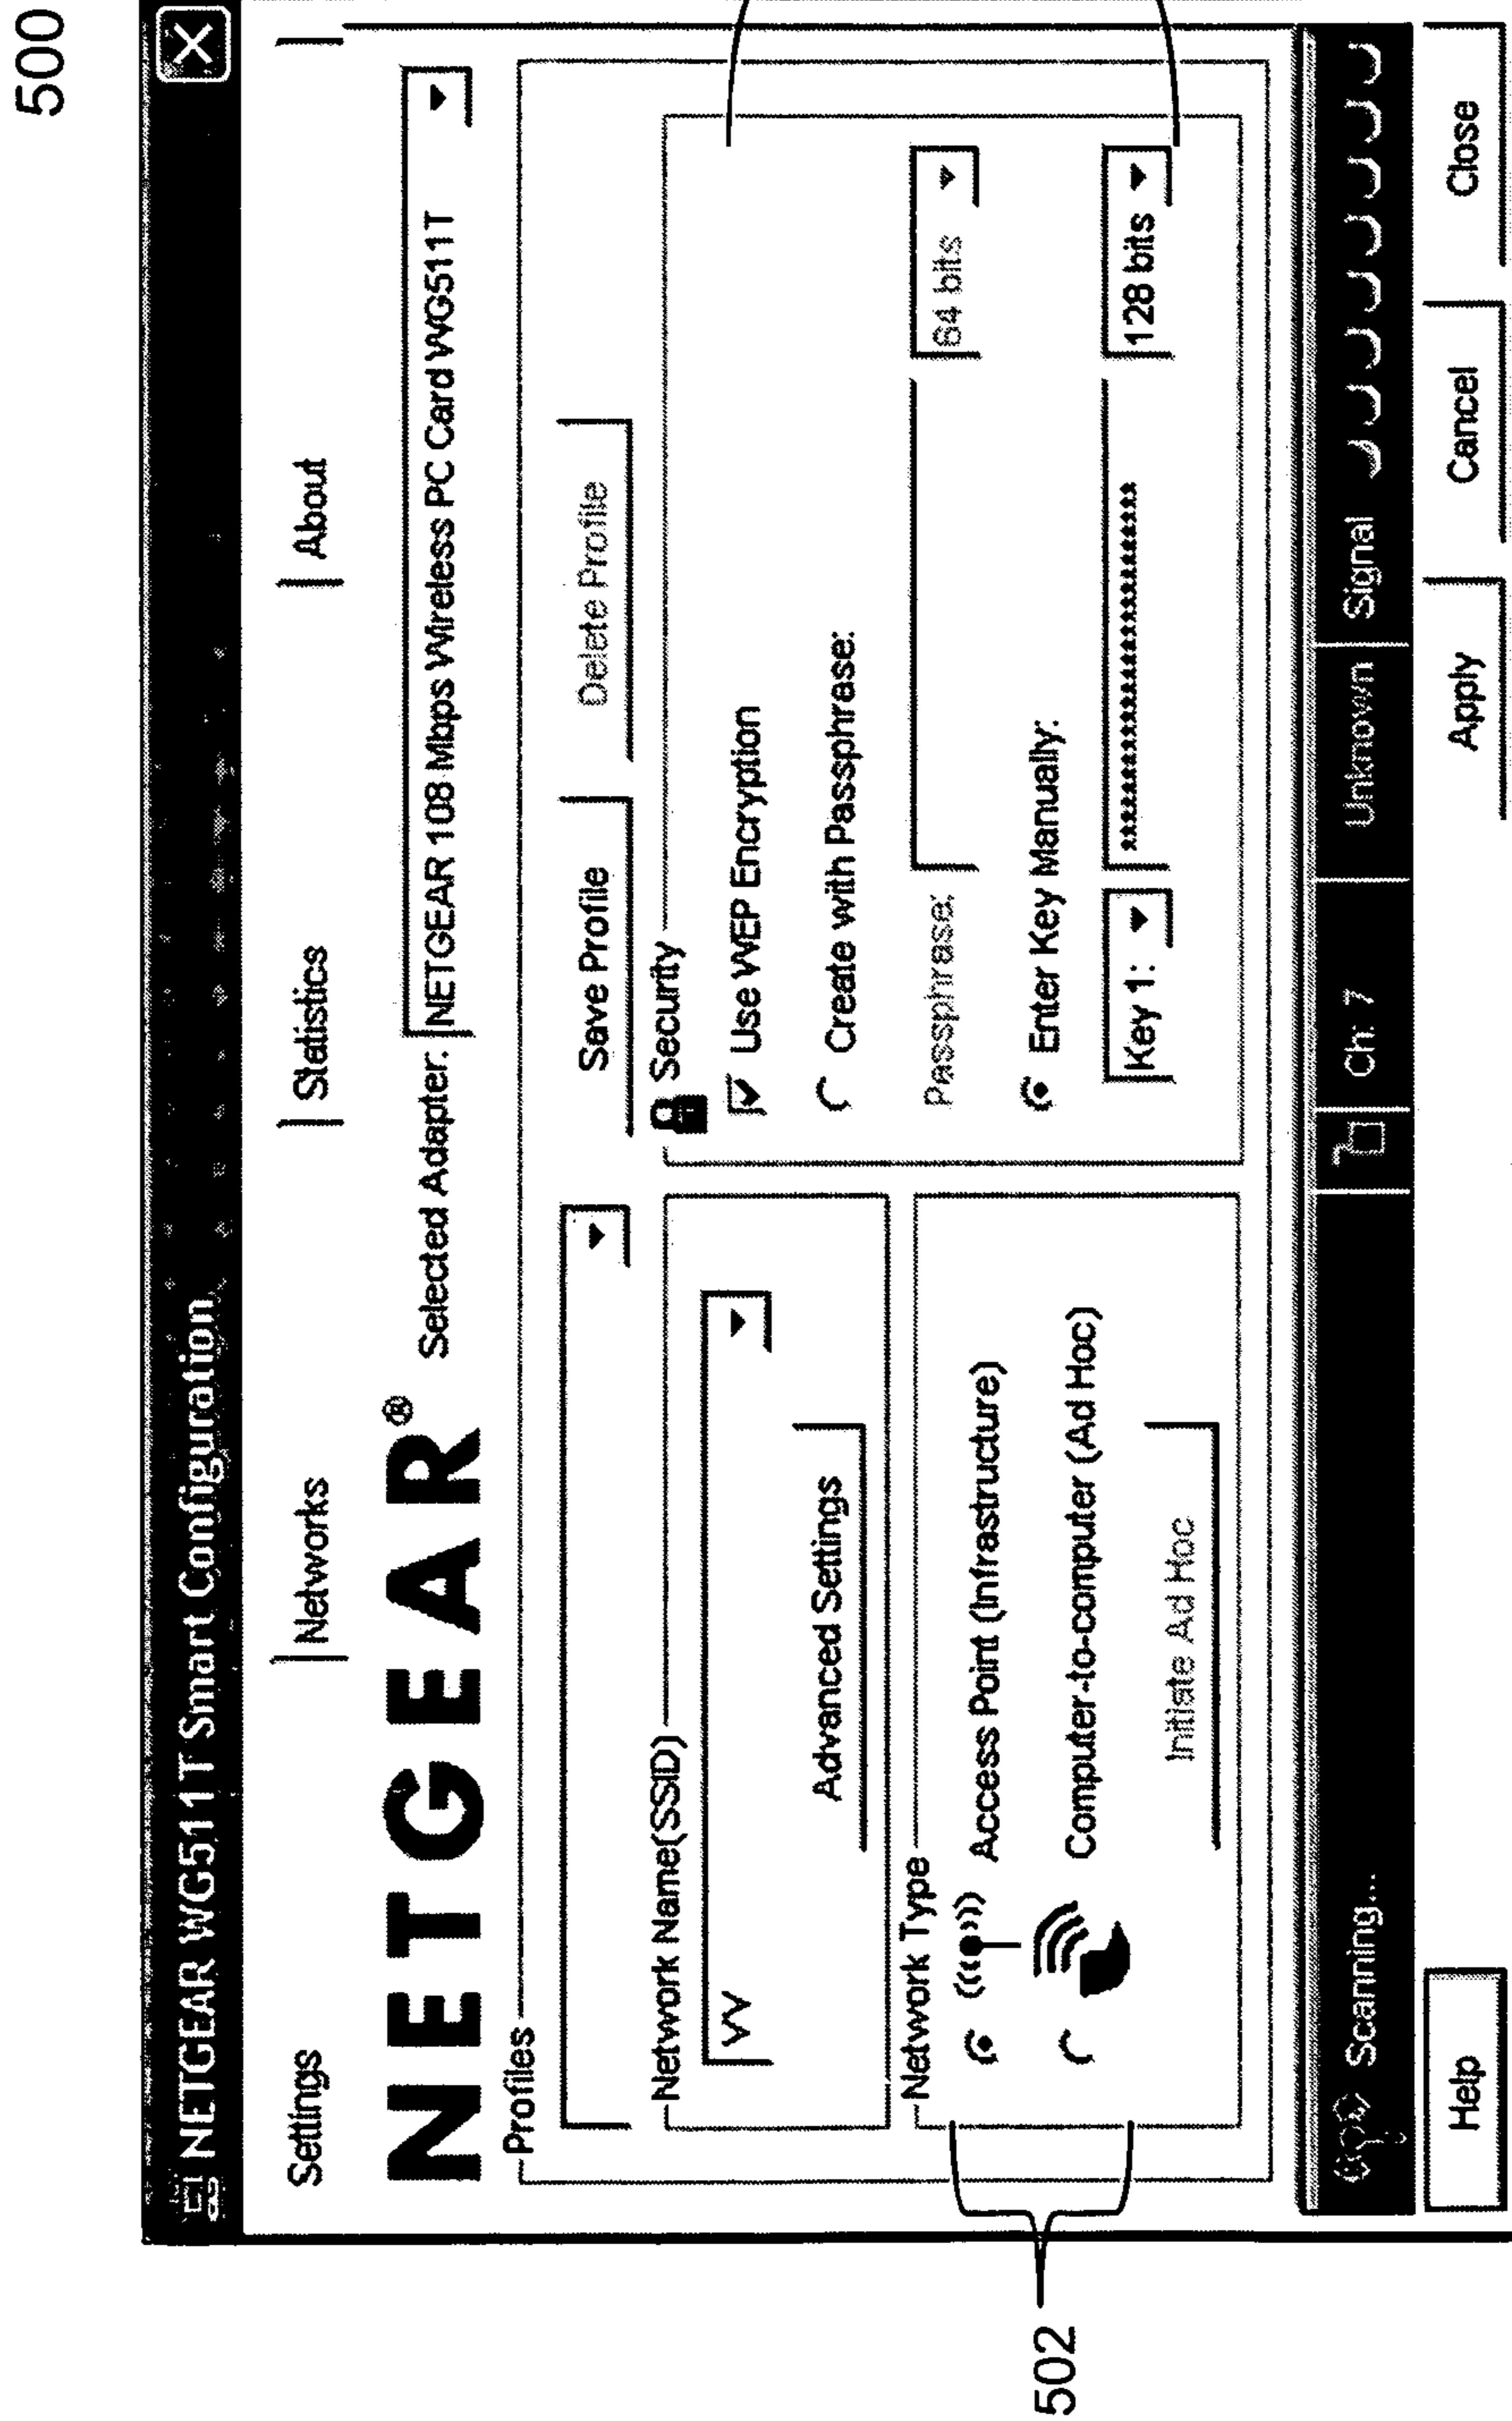 500
NETGEAR WG511T Smart Configuration
Settings Networks Statistics About
NETGEAR® Selected Adapter: NETGEAR 108 Mbps Wireless PC Card WG511T
Profiles
Save Profile Delete Profile
Network Name(SSID)
VV
Advanced Settings
Security
Use WEP Encryption
Create with Passphrase:
Passphrase: 64 bits
Enter Key Manually:
Key 1: ************************** 128 bits
Network Type
Access Point (Infrastructure)
Computer-to-computer (Ad Hoc)
Initiate Ad Hoc
502
Scanning... Ch: 7 Unknown Signal
Help Apply Cancel Close